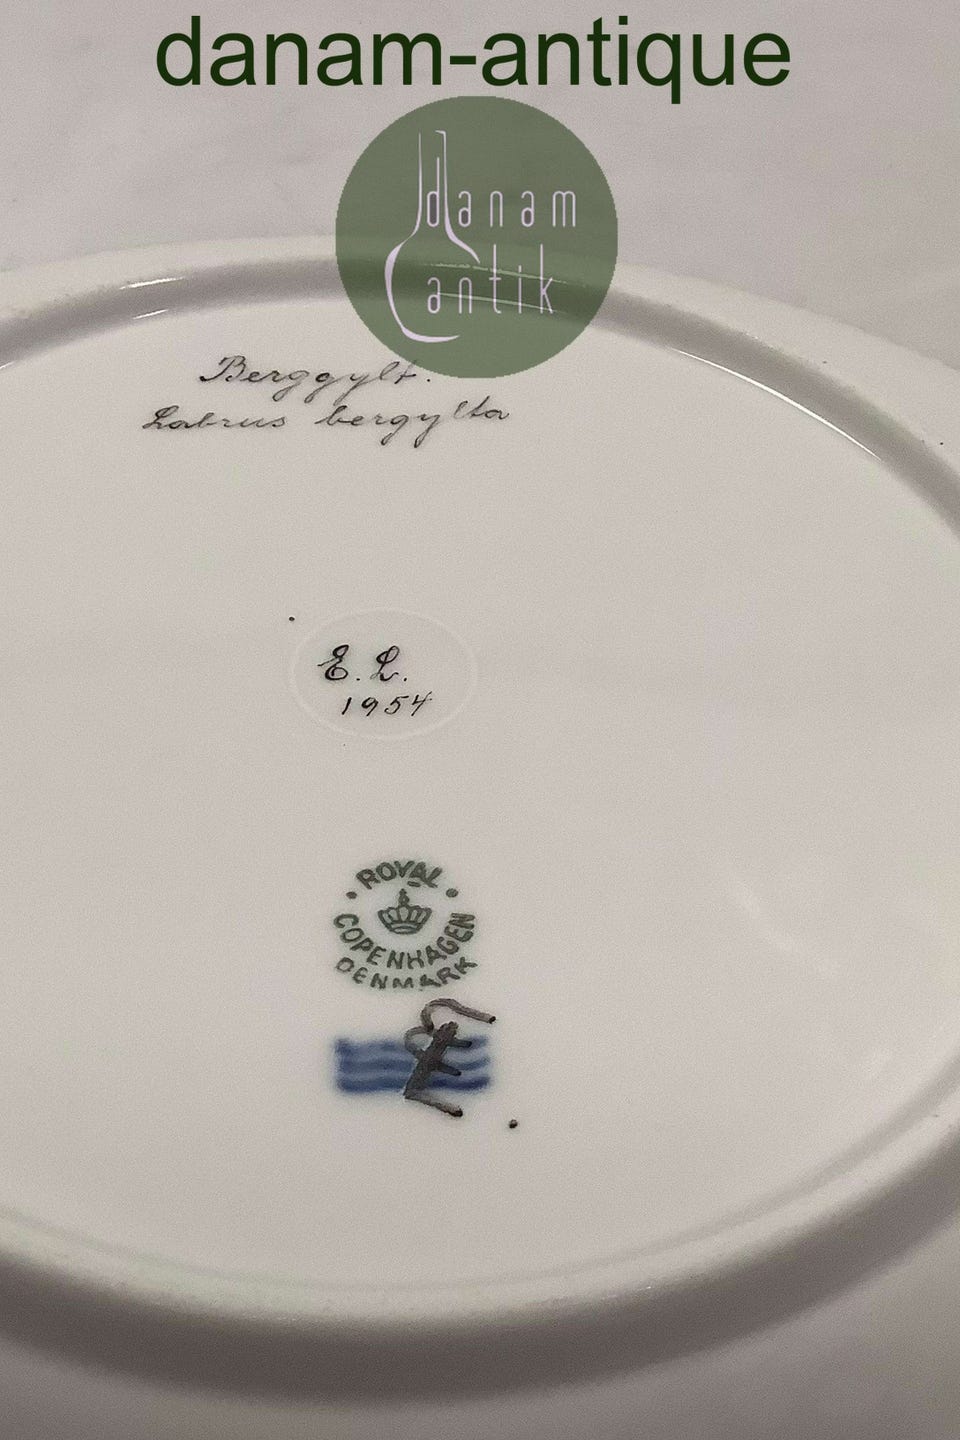 danam-antique
danam
antik
Berggylt.
Labrus bergylta
E. L.
1954
ROYAL
COPENHAGEN
DENMARK